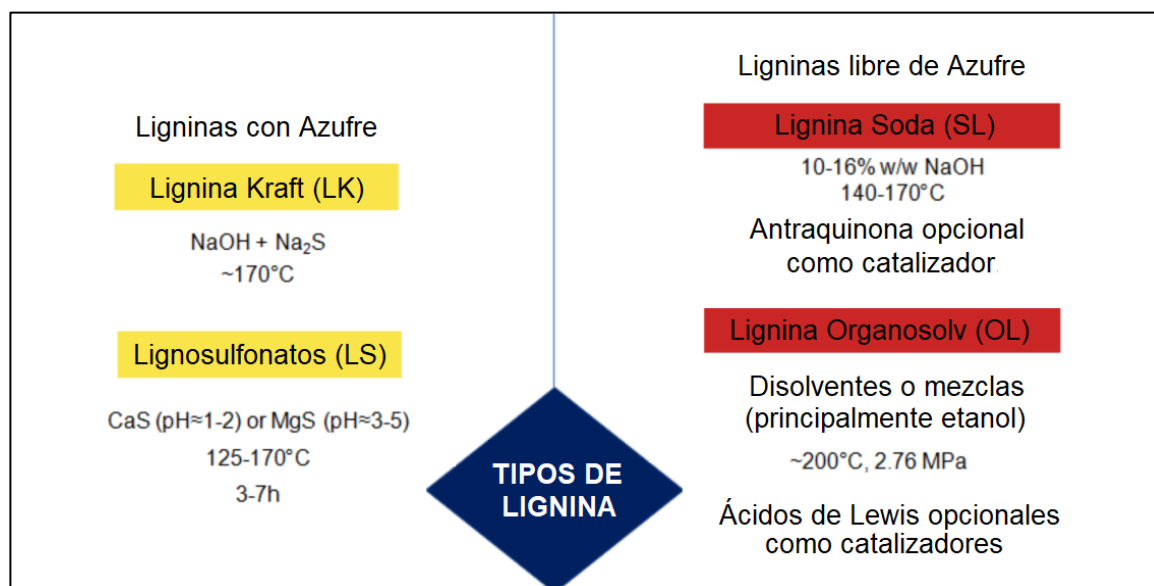 Ligninas con Azufre
Lignina Kraft (LK)
NaOH + Na₂S
~170°C
Lignosulfonatos (LS)
CaS (pH≈1-2) or MgS (pH≈3-5)
125-170°C
3-7h
TIPOS DE
LIGNINA
Ligninas libre de Azufre
Lignina Soda (SL)
10-16% w/w NaOH
140-170°C
Antraquinona opcional
como catalizador.
Lignina Organosolv (OL)
Disolventes o mezclas
(principalmente etanol)
~200°C, 2.76 MPa
Ácidos de Lewis opcionales
como catalizadores